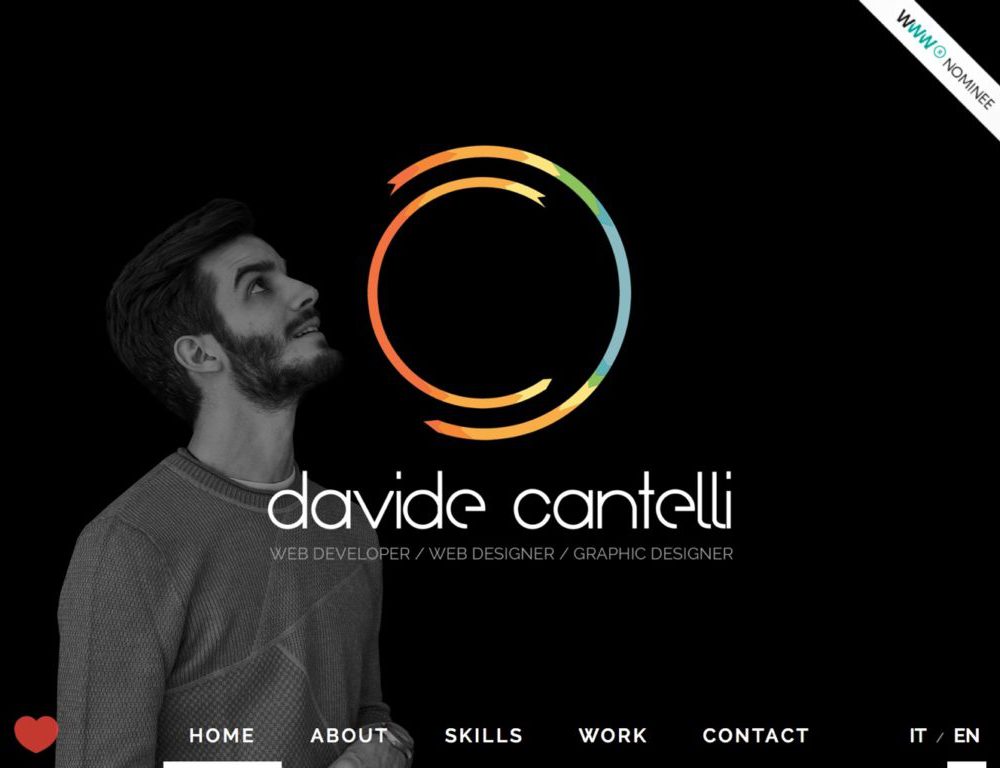 WWW. NOMINEE
davide cantelli
WEB DEVELOPER / WEB DESIGNER / GRAPHIC DESIGNER
HOME ABOUT SKILLS WORK CONTACT IT / EN